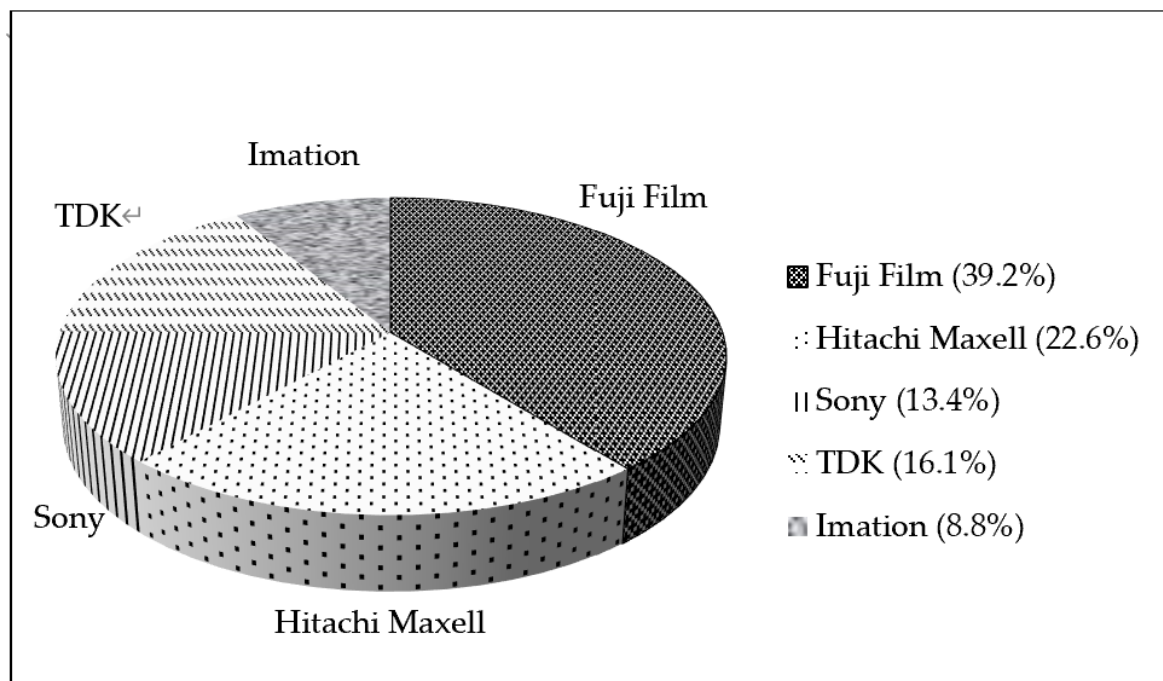 Imation
Fuji Film
TDK↵
Sony
Hitachi Maxell
Fuji Film (39.2%)
Hitachi Maxell (22.6%)
Sony (13.4%)
TDK (16.1%)
Imation (8.8%)